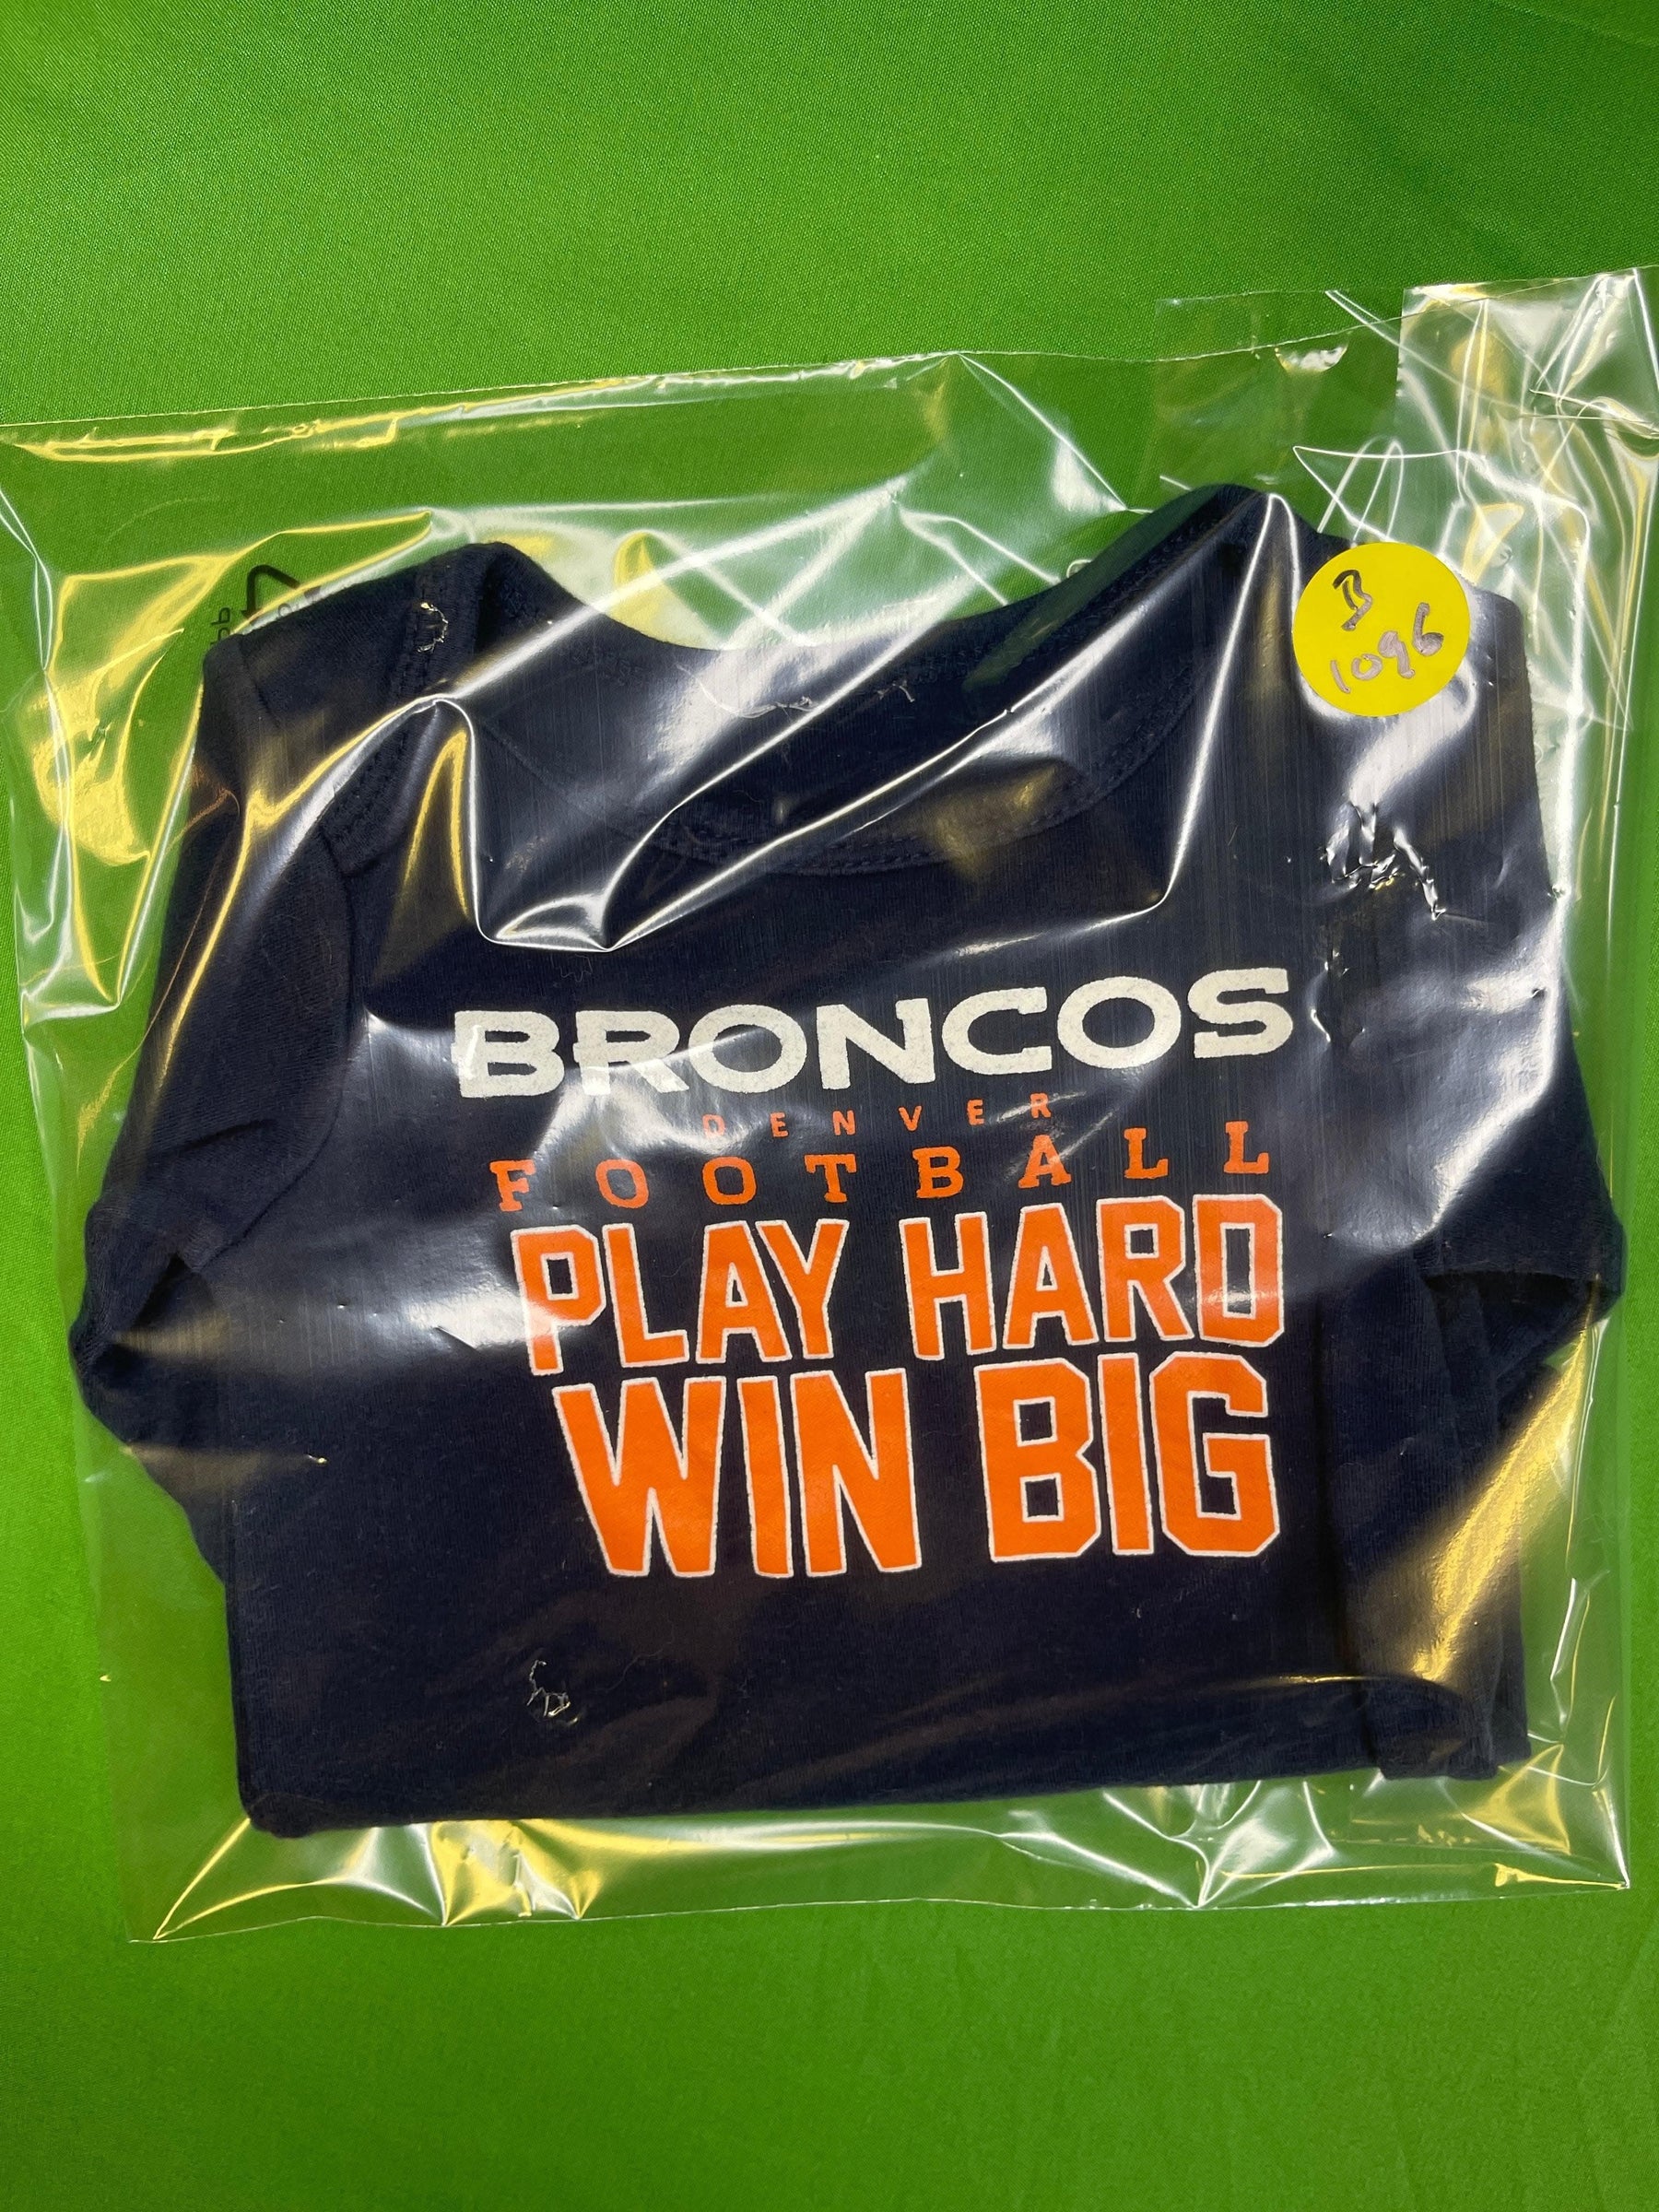 B
1096
BRONCOS
DENVER
FOOTBALL
PLAY HARD
WIN BIG